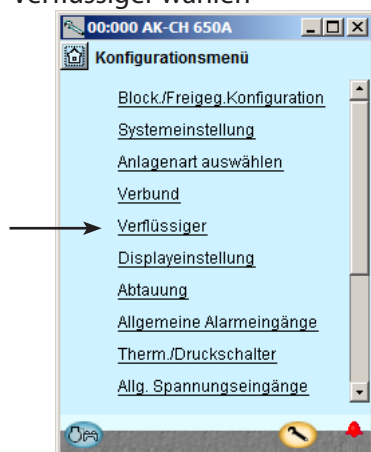 Verflüssiger wählen
00:000 AK-CH 650A
Konfigurationsmenü
Block./Freigeg.Konfiguration
Systemeinstellung
Anlagenart auswählen
Verbund
Verflüssiger
Displayeinstellung
Abtauung
Allgemeine Alarmeingänge
Therm./Druckschalter
Allg. Spannungseingänge